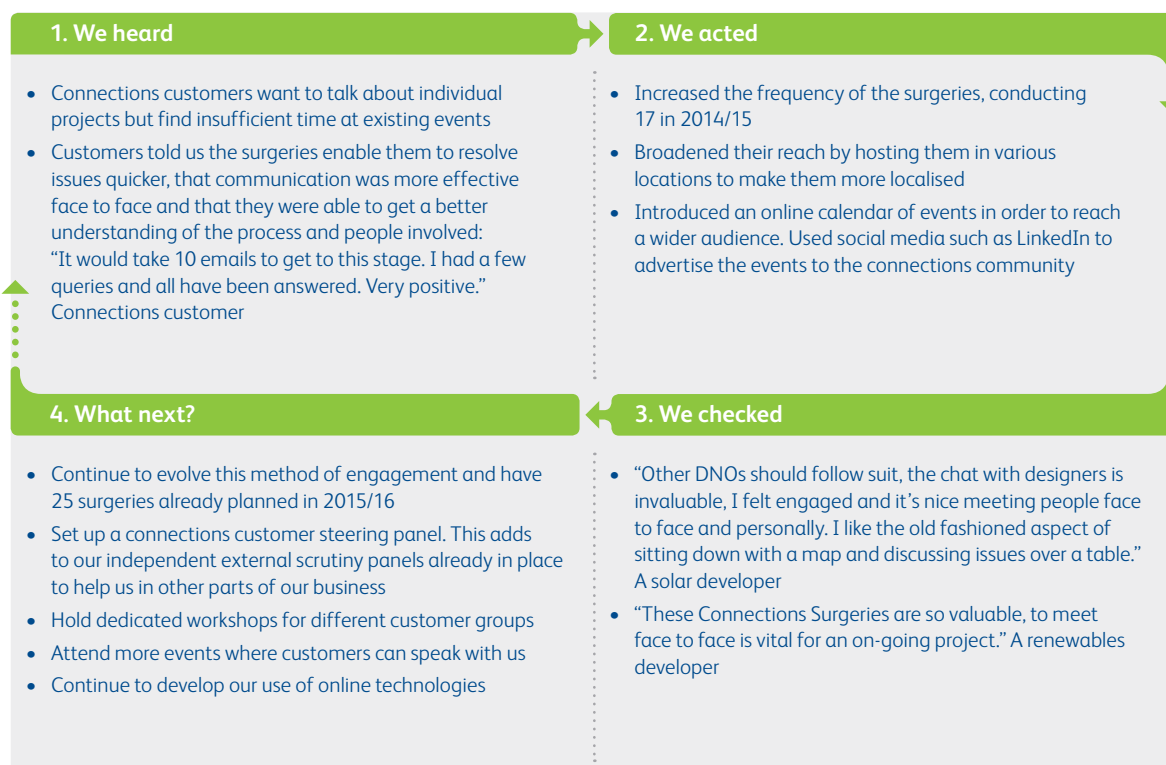 1. We heard
• Connections customers want to talk about individual
projects but find insufficient time at existing events
• Customers told us the surgeries enable them to resolve
issues quicker, that communication was more effective
face to face and that they were able to get a better
understanding of the process and people involved:
“It would take 10 emails to get to this stage. I had a few
queries and all have been answered. Very positive.”
Connections customer
2. We acted
• Increased the frequency of the surgeries, conducting
17 in 2014/15
• Broadened their reach by hosting them in various
locations to make them more localised
• Introduced an online calendar of events in order to reach
a wider audience. Used social media such as LinkedIn to
advertise the events to the connections community
3. We checked
• “Other DNOs should follow suit, the chat with designers is
invaluable, I felt engaged and it’s nice meeting people face
to face and personally. I like the old fashioned aspect of
sitting down with a map and discussing issues over a table.”
A solar developer
• “These Connections Surgeries are so valuable, to meet
face to face is vital for an on-going project.” A renewables
developer
4. What next?
• Continue to evolve this method of engagement and have
25 surgeries already planned in 2015/16
• Set up a connections customer steering panel. This adds
to our independent external scrutiny panels already in place
to help us in other parts of our business
• Hold dedicated workshops for different customer groups
• Attend more events where customers can speak with us
• Continue to develop our use of online technologies